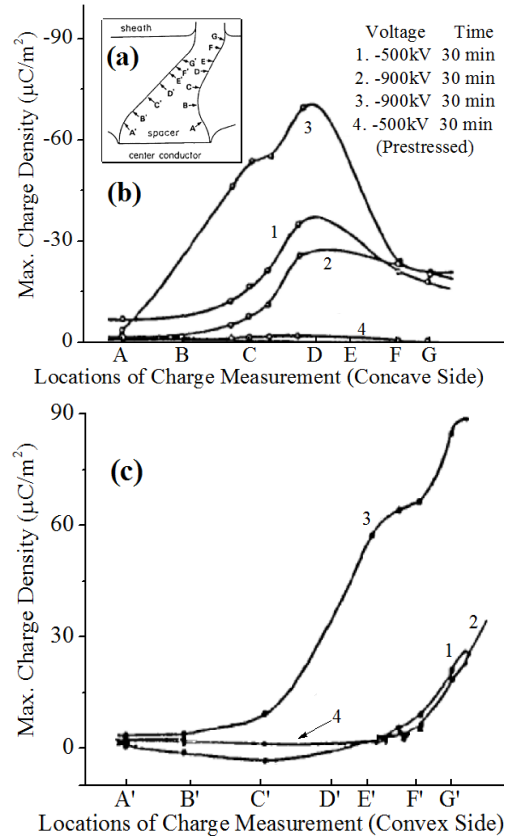 -90
-60
-30
0
Max. Charge Density (μC/m²)
(a)
sheath
G
F
E
D
C
B
A
G'
F'
E'
D'
C'
B'
A'
spacer
center conductor
Voltage Time
1. -500kV 30 min
2. -900kV 30 min
3. -900kV 30 min
4. -500kV 30 min
(Prestressed)
(b)
3
1
2
4
A B C D E F G
Locations of Charge Measurement (Concave Side)
90
60
30
0
Max. Charge Density (μC/m²)
(c)
3
2
1
4
A' B' C' D' E' F' G'
Locations of Charge Measurement (Convex Side)